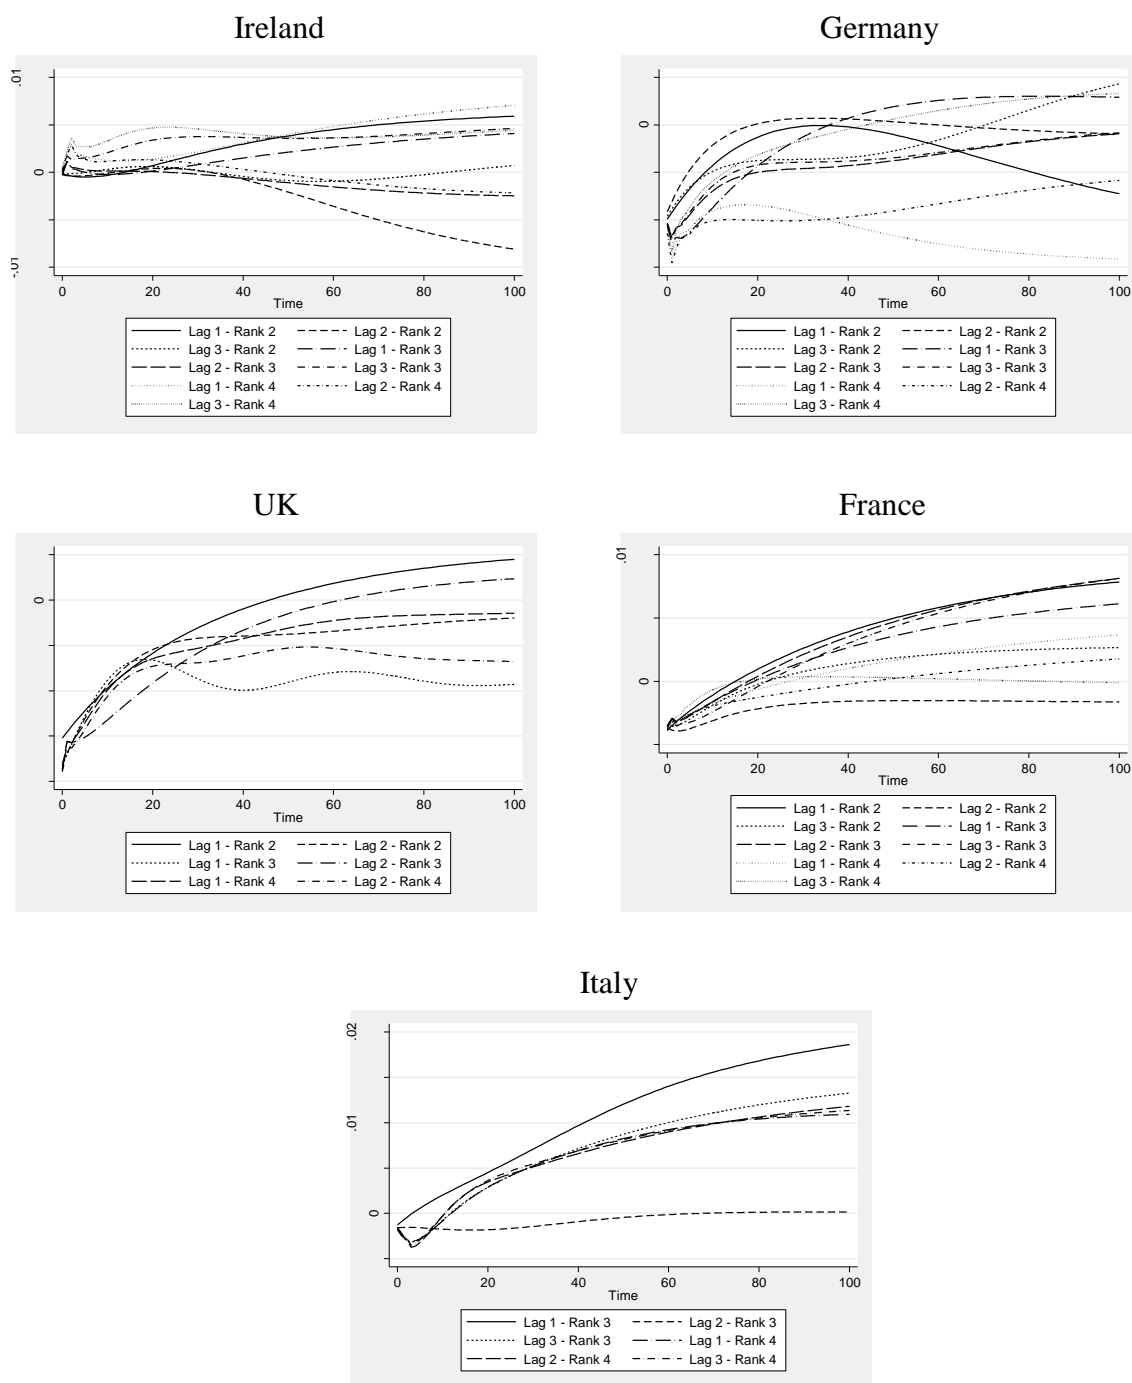 Ireland
.01
0
-.01
0 20 40 60 80 100
Time
Lag 1 - Rank 2 Lag 2 - Rank 2
Lag 3 - Rank 2 Lag 1 - Rank 3
Lag 2 - Rank 3 Lag 3 - Rank 3
Lag 1 - Rank 4 Lag 2 - Rank 4
Lag 3 - Rank 4
Germany
0
0 20 40 60 80 100
Time
Lag 1 - Rank 2 Lag 2 - Rank 2
Lag 3 - Rank 2 Lag 1 - Rank 3
Lag 2 - Rank 3 Lag 3 - Rank 3
Lag 1 - Rank 4 Lag 2 - Rank 4
Lag 3 - Rank 4
UK
0
0 20 40 60 80 100
Time
Lag 1 - Rank 2 Lag 2 - Rank 2
Lag 1 - Rank 3 Lag 2 - Rank 3
Lag 1 - Rank 4 Lag 2 - Rank 4
France
.01
0
0 20 40 60 80 100
Time
Lag 1 - Rank 2 Lag 2 - Rank 2
Lag 3 - Rank 2 Lag 1 - Rank 3
Lag 2 - Rank 3 Lag 3 - Rank 3
Lag 1 - Rank 4 Lag 2 - Rank 4
Lag 3 - Rank 4
Italy
.02
.01
0
0 20 40 60 80 100
Time
Lag 1 - Rank 3 Lag 2 - Rank 3
Lag 3 - Rank 3 Lag 1 - Rank 4
Lag 2 - Rank 4 Lag 3 - Rank 4